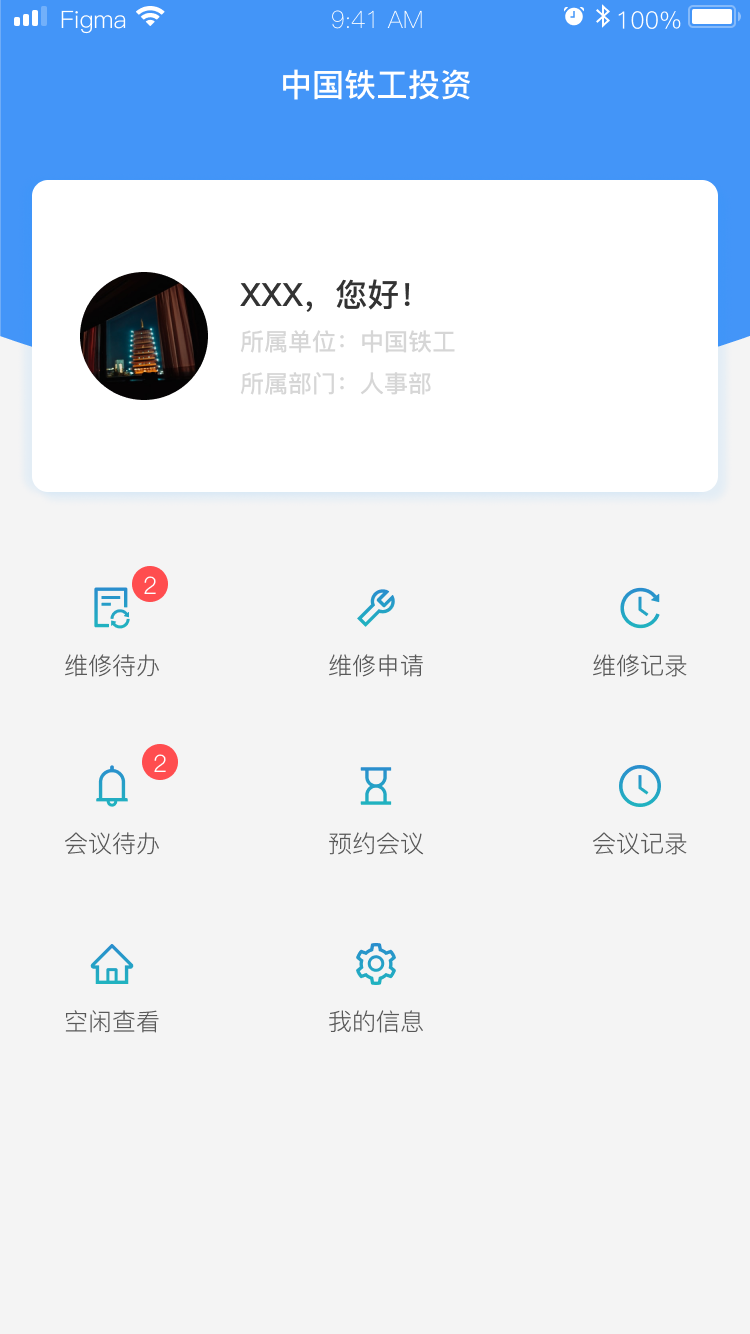 Figma 9:41 AM 100%
中国铁工投资
XXX，您好！
所属单位：中国铁工
所属部门：人事部
2
维修待办 维修申请 维修记录
2
会议待办 预约会议 会议记录
空闲查看 我的信息